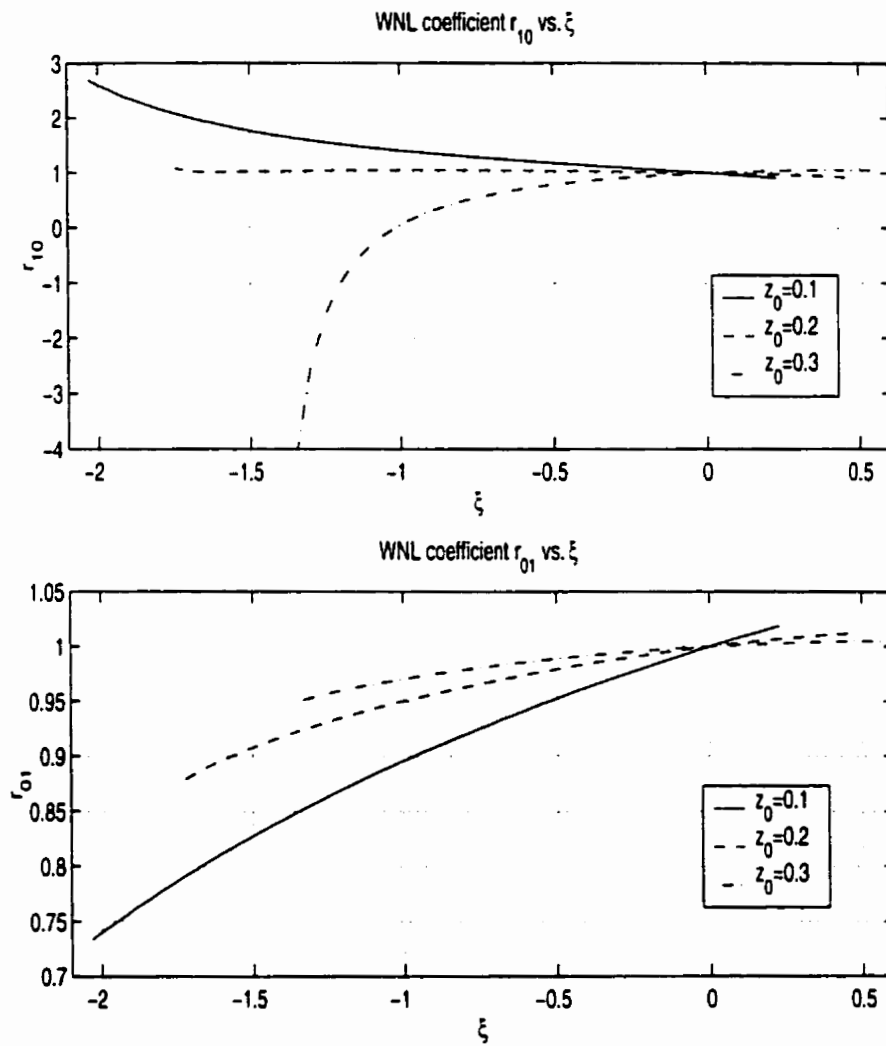 WNL coefficient r10 vs. ξ
3
2
1
0
-1
-2
-3
-4
r10
z0=0.1
z0=0.2
z0=0.3
-2 -1.5 -1 -0.5 0 0.5
ξ
WNL coefficient r01 vs. ξ
1.05
1
0.95
0.9
0.85
0.8
0.75
0.7
r01
z0=0.1
z0=0.2
z0=0.3
-2 -1.5 -1 -0.5 0 0.5
ξ